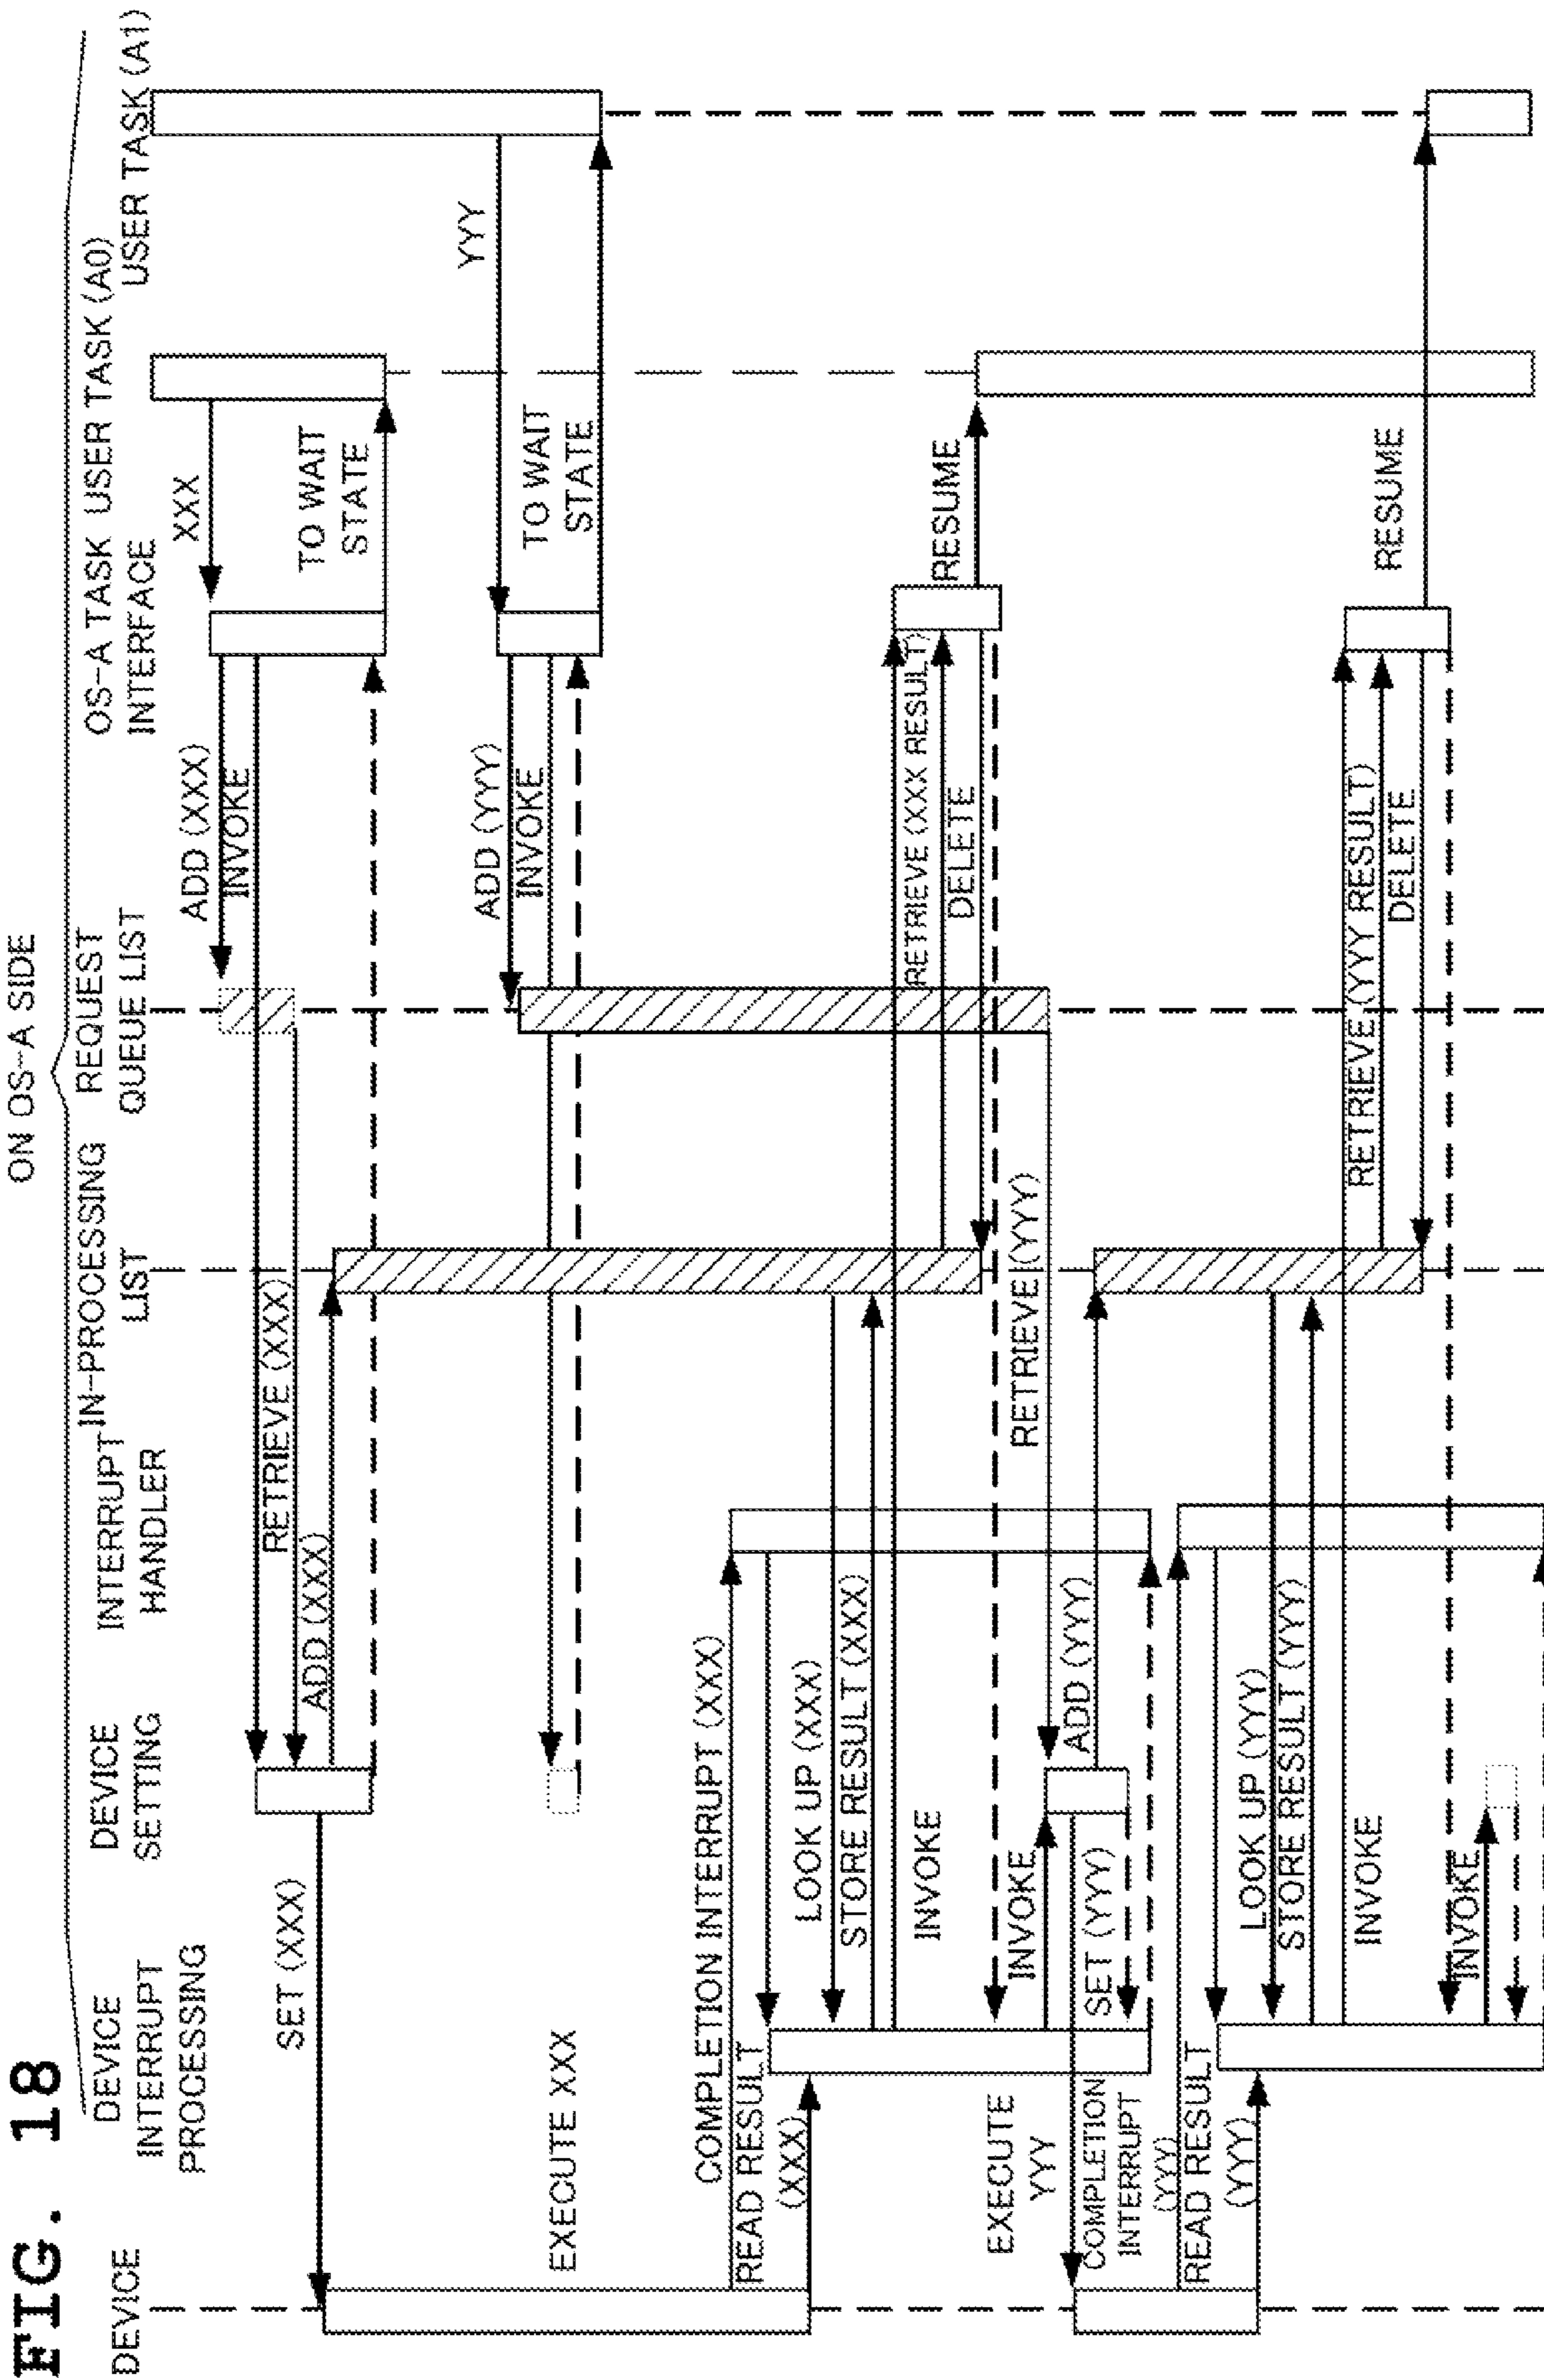 FIG. 18
ON OS-A SIDE
DEVICE
DEVICE
INTERRUPT
PROCESSING
DEVICE
SETTING
INTERRUPT
HANDLER
IN-PROCESSING
LIST
REQUEST
QUEUE LIST
OS-A TASK
INTERFACE
USER TASK (A0)
USER TASK (A1)
XXX
ADD (XXX)
INVOKE
RETRIEVE (XXX)
SET (XXX)
ADD (XXX)
TO WAIT
STATE
YYY
ADD (YYY)
INVOKE
TO WAIT
STATE
EXECUTE XXX
COMPLETION INTERRUPT (XXX)
READ RESULT
(XXX)
LOOK UP (XXX)
STORE RESULT (XXX)
INVOKE
RETRIEVE (XXX RESULT)
DELETE
RESUME
INVOKE
RETRIEVE (YYY)
EXECUTE
YYY
SET (YYY)
ADD (YYY)
COMPLETION
INTERRUPT
(YYY)
READ RESULT
(YYY)
LOOK UP (YYY)
STORE RESULT (YYY)
INVOKE
RETRIEVE (YYY RESULT)
DELETE
RESUME
INVOKE